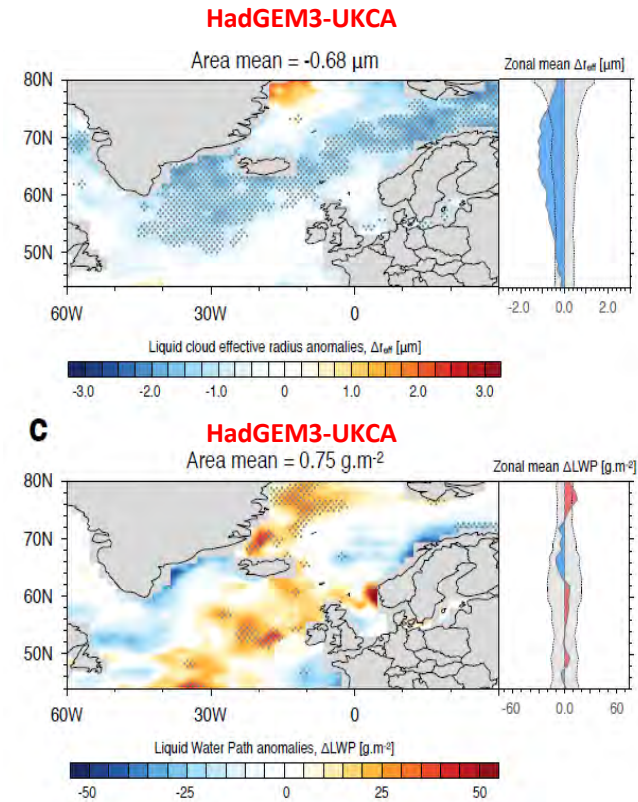 HadGEM3-UKCA
Area mean = -0.68 µm
Zonal mean Δreff [µm]
80N
70N
60N
50N
60W
30W
0
-2.0
0.0
2.0
Liquid cloud effective radius anomalies, Δreff [µm]
-3.0
-2.0
-1.0
0
1.0
2.0
3.0
C
HadGEM3-UKCA
Area mean = 0.75 g.m-2
Zonal mean ΔLWP [g.m-2]
80N
70N
60N
50N
60W
30W
0
-60
0.0
60
Liquid Water Path anomalies, ΔLWP [g.m-2]
-50
-25
0
25
50